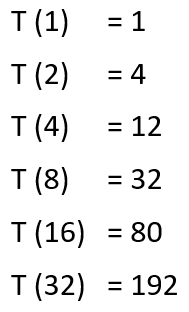 T (1) = 1
T (2) = 4
T (4) = 12
T (8) = 32
T (16) = 80
T (32) = 192